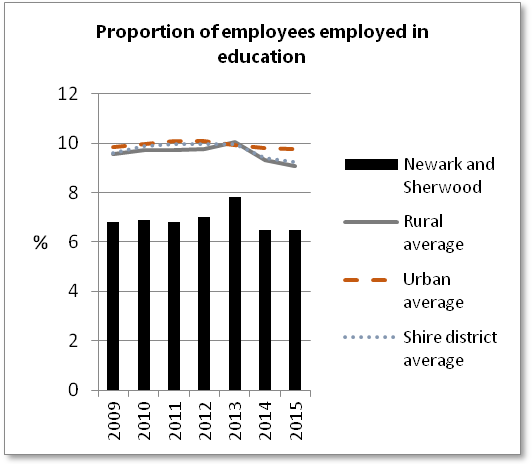 Proportion of employees employed in
education
12
10
8
6
4
2
0
%
2009
2010
2011
2012
2013
2014
2015
Newark and
Sherwood
Rural
average
Urban
average
Shire district
average